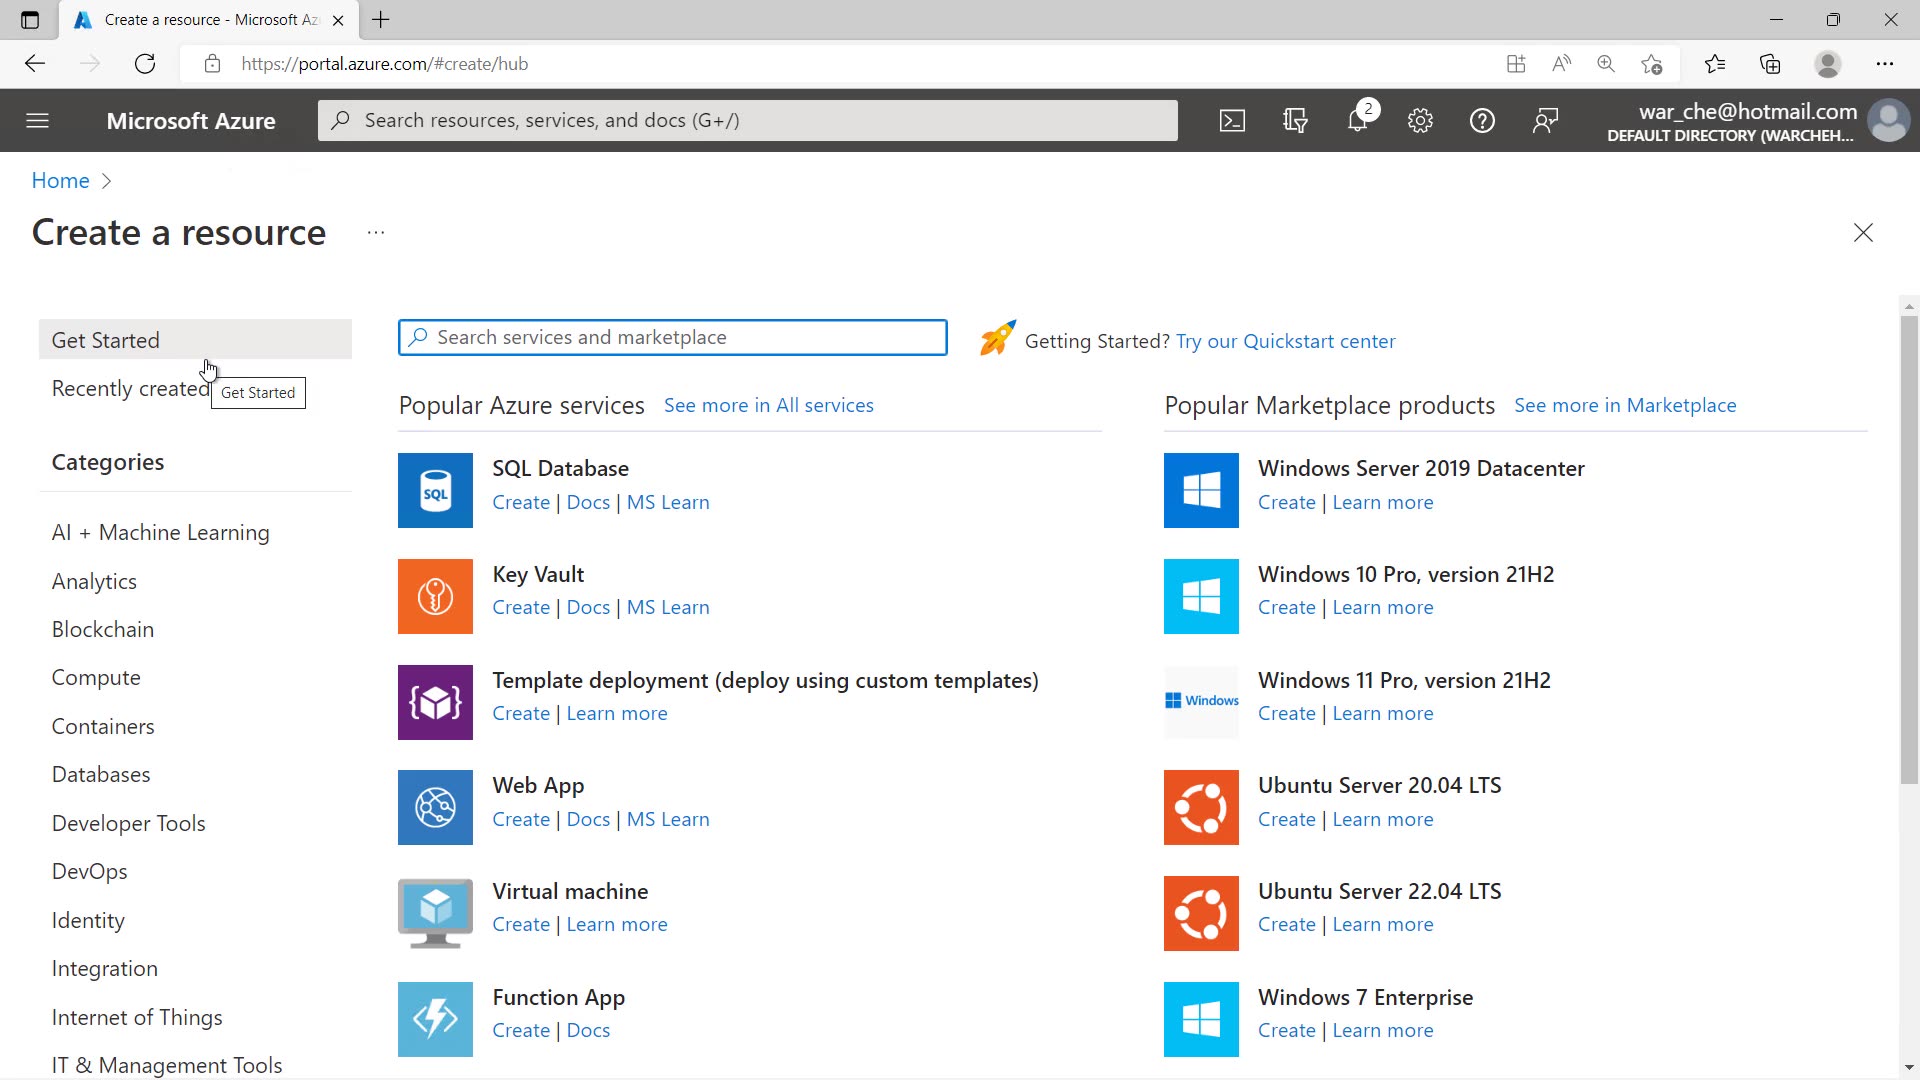 Create a resource - Microsoft Az
https://portal.azure.com/#create/hub
Microsoft Azure
Search resources, services, and docs (G+/)
2
war_che@hotmail.com
DEFAULT DIRECTORY (WARCHEH...
Home
Create a resource
...
Get Started
Recently created
Get Started
Categories
AI + Machine Learning
Analytics
Blockchain
Compute
Containers
Databases
Developer Tools
DevOps
Identity
Integration
Internet of Things
IT & Management Tools
Search services and marketplace
Getting Started? Try our Quickstart center
Popular Azure services See more in All services
SQL
SQL Database
Create | Docs | MS Learn
Key Vault
Create | Docs | MS Learn
Template deployment (deploy using custom templates)
Create | Learn more
Web App
Create | Docs | MS Learn
Virtual machine
Create | Learn more
Function App
Create | Docs
Popular Marketplace products See more in Marketplace
Windows Server 2019 Datacenter
Create | Learn more
Windows 10 Pro, version 21H2
Create | Learn more
Windows
Windows 11 Pro, version 21H2
Create | Learn more
Ubuntu Server 20.04 LTS
Create | Learn more
Ubuntu Server 22.04 LTS
Create | Learn more
Windows 7 Enterprise
Create | Learn more